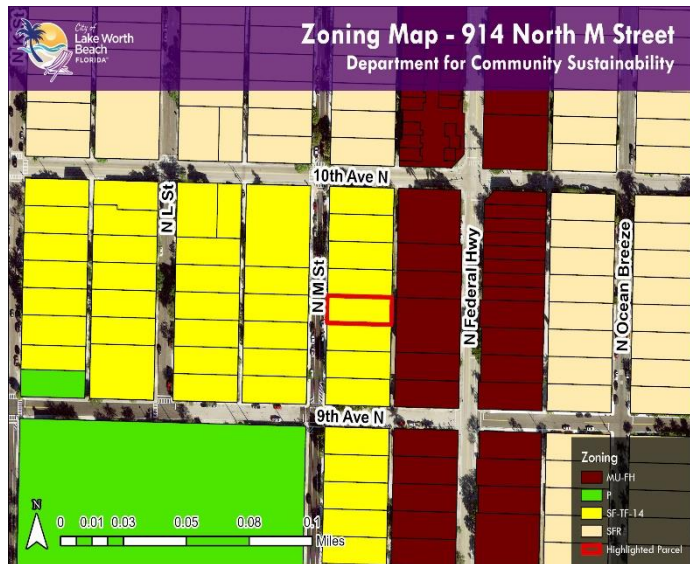 City of
Lake Worth
Beach
FLORIDA
Zoning Map - 914 North M Street
Department for Community Sustainability
10th Ave N
N L St
N M St
N Federal Hwy
N Ocean Breeze
9th Ave N
N
0 0.01 0.03 0.05 0.08 0.1
Miles
Zoning
MU-FH
P
SF-TF-14
SFR
Highlighted Parcel